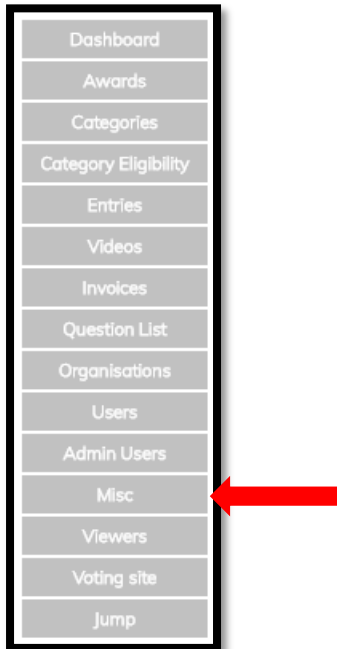 Dashboard
Awards
Categories
Category Eligibility
Entries
Videos
Invoices
Question List
Organisations
Users
Admin Users
Misc
Viewers
Voting site
Jump